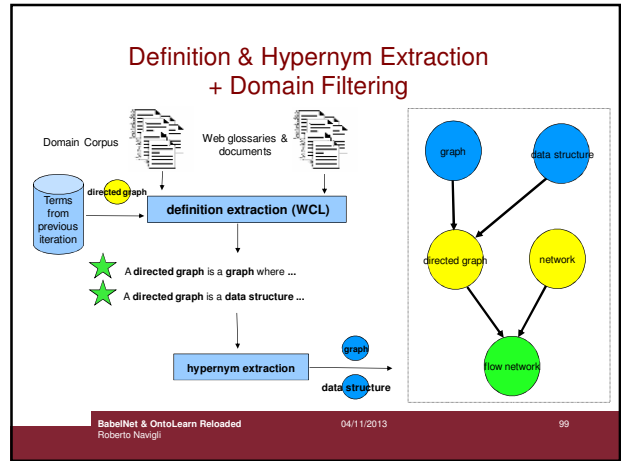 Definition & Hypernym Extraction
+ Domain Filtering
Domain Corpus
Web glossaries &
documents
Terms
from
previous
iteration
directed graph
definition extraction (WCL)
A directed graph is a graph where ...
A directed graph is a data structure ...
hypernym extraction
graph
data structure
graph
data structure
directed graph
network
flow network
BabelNet & OntoLearn Reloaded
Roberto Navigli
04/11/2013
99